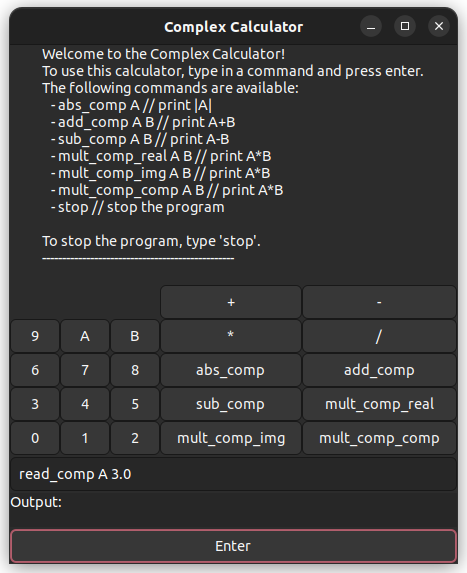 Complex Calculator
Welcome to the Complex Calculator!
To use this calculator, type in a command and press enter.
The following commands are available:
- abs_comp A // print |A|
- add_comp A B // print A+B
- sub_comp A B // print A-B
- mult_comp_real A B // print A*B
- mult_comp_img A B // print A*B
- mult_comp_comp A B // print A*B
- stop // stop the program
To stop the program, type 'stop'.
------------------------------------------------
+ -
9 A B * /
6 7 8 abs_comp add_comp
3 4 5 sub_comp mult_comp_real
0 1 2 mult_comp_img mult_comp_comp
read_comp A 3.0
Output:
Enter